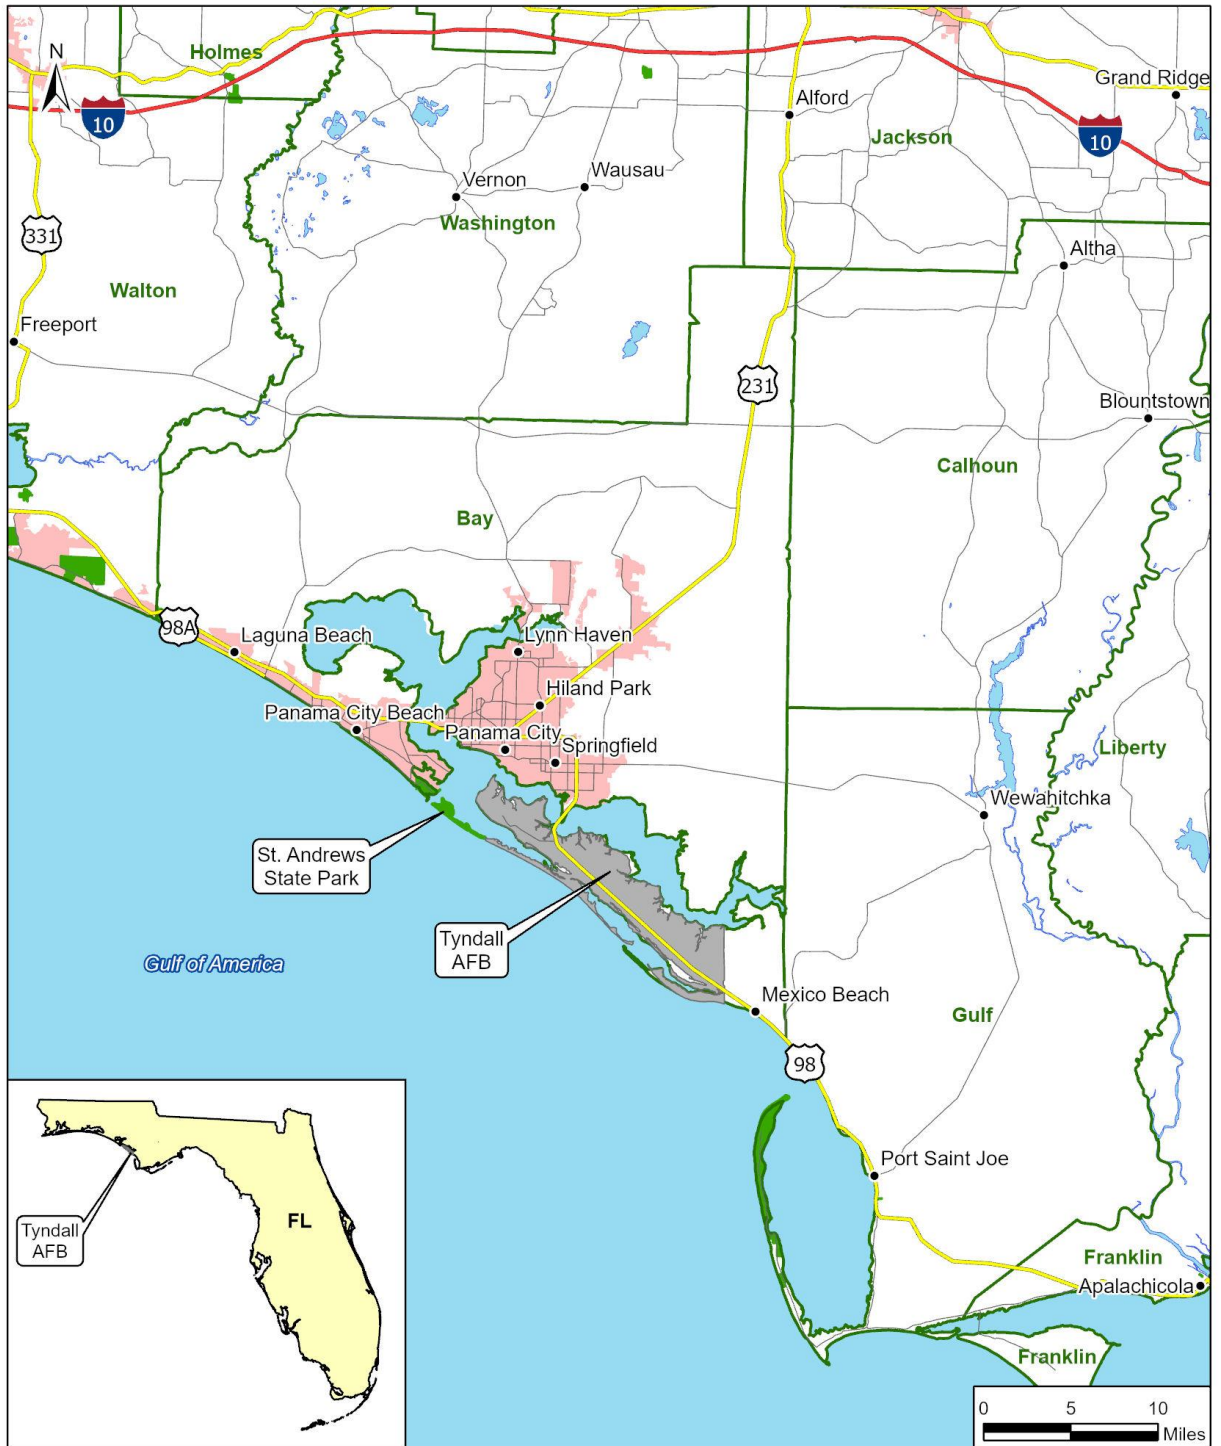 Holmes
N
Grand Ridge
10
Alford
10
Jackson
Wausau
Vernon
Washington
331
Altha
Walton
Freeport
231
Blountstown
Calhoun
Bay
98A
Laguna Beach
Lynn Haven
Hiland Park
Panama City Beach
Panama City
Springfield
Liberty
Wewahitchka
St. Andrews
State Park
Tyndall
AFB
Gulf of America
Mexico Beach
Gulf
98
Port Saint Joe
Tyndall
AFB
FL
Franklin
Apalachicola
Franklin
0 5 10
Miles